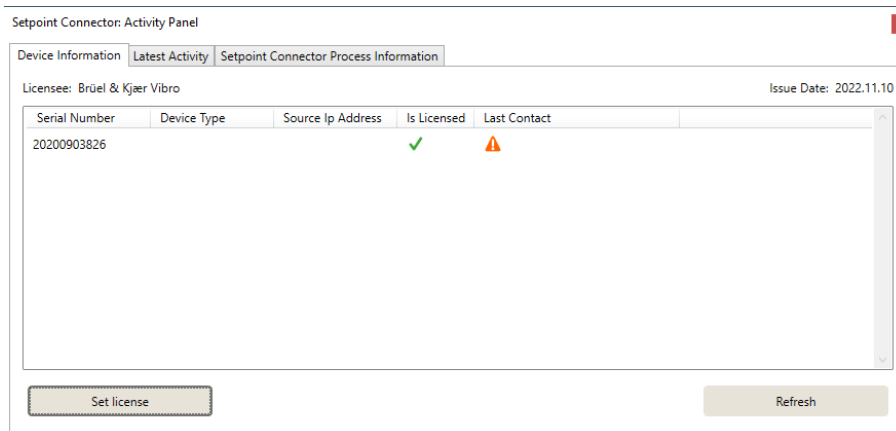 Setpoint Connector: Activity Panel
Device Information Latest Activity Setpoint Connector Process Information
Licensee: Brüel & Kjær Vibro Issue Date: 2022.11.10
Serial Number Device Type Source Ip Address Is Licensed Last Contact
20200903826
Set license Refresh